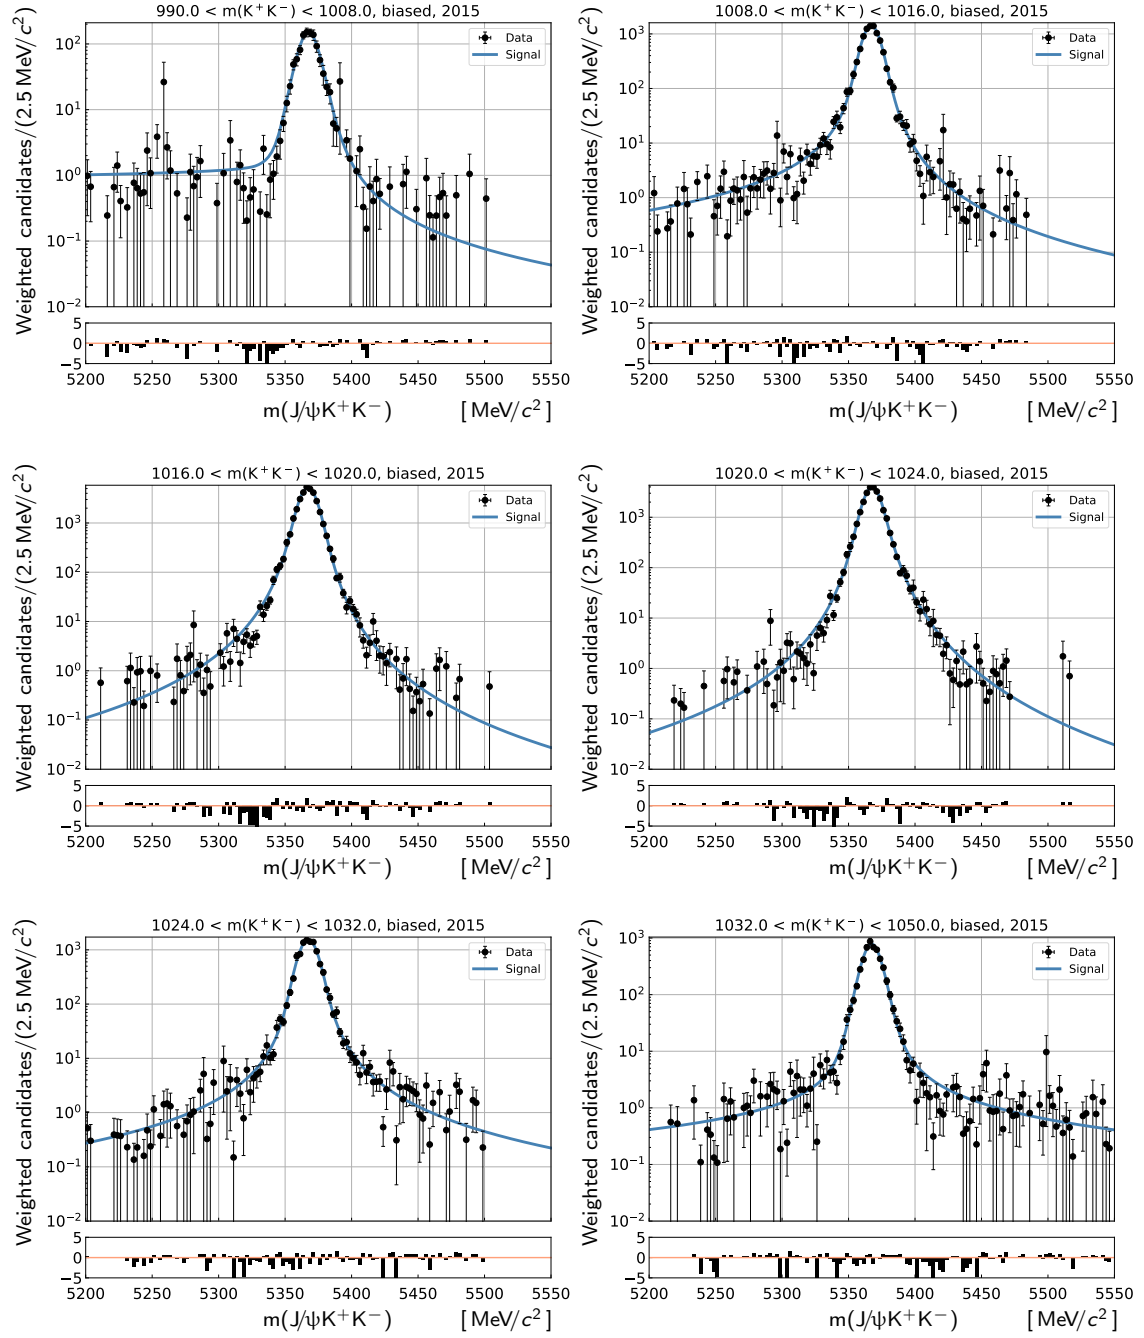 990.0 < m(K⁺K⁻) < 1008.0, biased, 2015
Weighted candidates/(2.5 MeV/c²)
10²
10¹
10⁰
10⁻¹
10⁻²
Data
Signal
5
0
−5
5200 5250 5300 5350 5400 5450 5500 5550
m(J/ψK⁺K⁻) [MeV/c²]
1008.0 < m(K⁺K⁻) < 1016.0, biased, 2015
Weighted candidates/(2.5 MeV/c²)
10³
10²
10¹
10⁰
10⁻¹
10⁻²
Data
Signal
5
0
−5
5200 5250 5300 5350 5400 5450 5500 5550
m(J/ψK⁺K⁻) [MeV/c²]
1016.0 < m(K⁺K⁻) < 1020.0, biased, 2015
Weighted candidates/(2.5 MeV/c²)
10³
10²
10¹
10⁰
10⁻¹
10⁻²
Data
Signal
5
0
−5
5200 5250 5300 5350 5400 5450 5500 5550
m(J/ψK⁺K⁻) [MeV/c²]
1020.0 < m(K⁺K⁻) < 1024.0, biased, 2015
Weighted candidates/(2.5 MeV/c²)
10³
10²
10¹
10⁰
10⁻¹
10⁻²
Data
Signal
5
0
−5
5200 5250 5300 5350 5400 5450 5500 5550
m(J/ψK⁺K⁻) [MeV/c²]
1024.0 < m(K⁺K⁻) < 1032.0, biased, 2015
Weighted candidates/(2.5 MeV/c²)
10³
10²
10¹
10⁰
10⁻¹
10⁻²
Data
Signal
5
0
−5
5200 5250 5300 5350 5400 5450 5500 5550
m(J/ψK⁺K⁻) [MeV/c²]
1032.0 < m(K⁺K⁻) < 1050.0, biased, 2015
Weighted candidates/(2.5 MeV/c²)
10³
10²
10¹
10⁰
10⁻¹
10⁻²
Data
Signal
5
0
−5
5200 5250 5300 5350 5400 5450 5500 5550
m(J/ψK⁺K⁻) [MeV/c²]